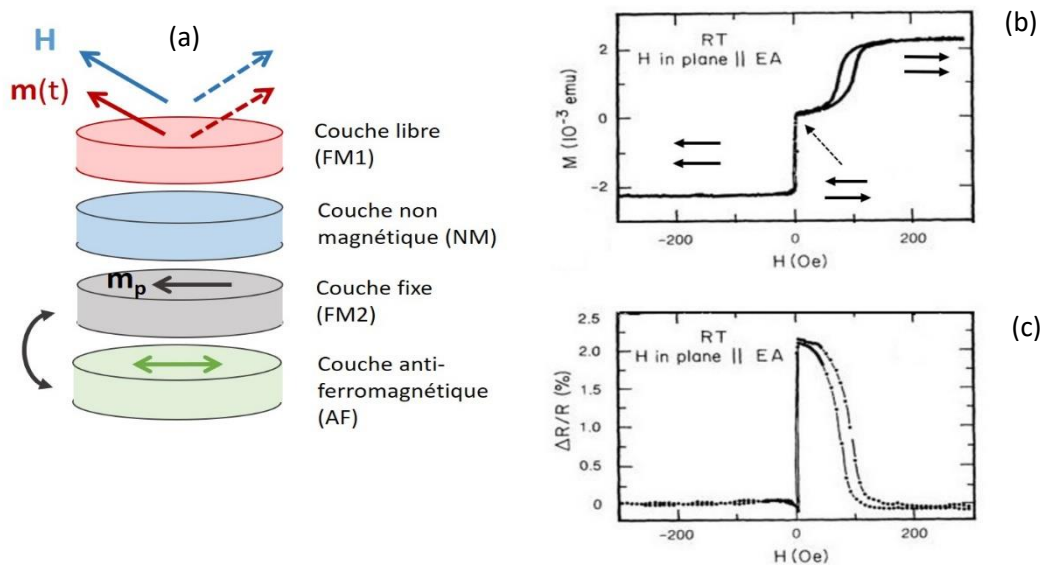 (a)
H
m(t)
Couche libre
(FM1)
Couche non
magnétique (NM)
mp
Couche fixe
(FM2)
Couche anti-
ferromagnétique
(AF)
(b)
RT
H in plane || EA
M (10⁻³ emu)
2
0
-2
-200
0
200
H (Oe)
(c)
RT
H in plane || EA
ΔR/R (%)
2.5
2.0
1.5
1.0
0.5
0
-200
0
200
H (Oe)